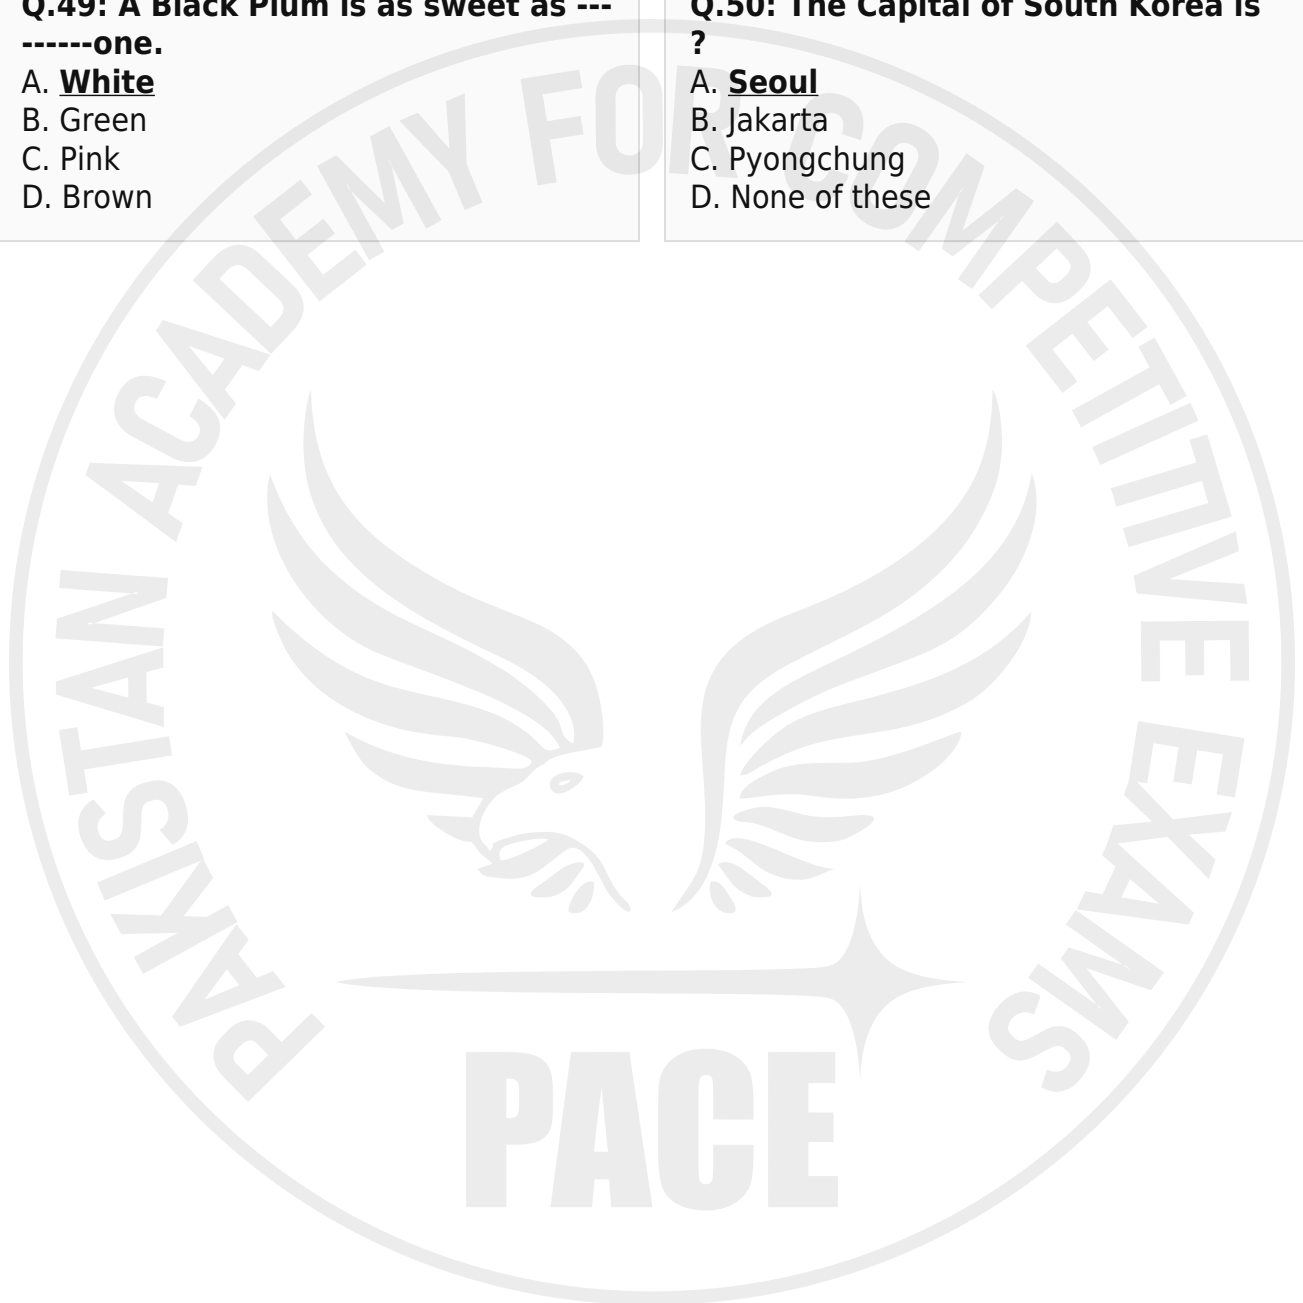 Q.49: A Black Plum is as sweet as ---
------one.
A. White
B. Green
C. Pink
D. Brown
Q.50: The Capital of South Korea is
?
A. Seoul
B. Jakarta
C. Pyongchung
D. None of these
PAKISTAN ACADEMY FOR COMPETITIVE EXAMS
PACE